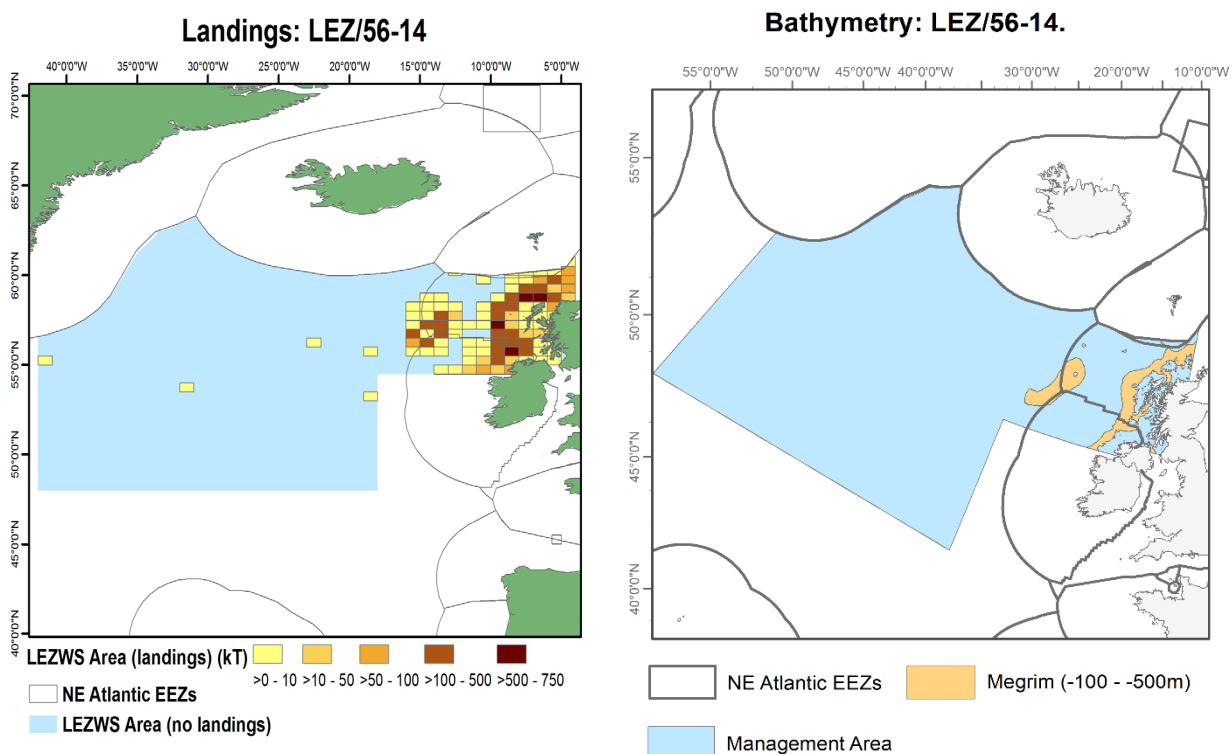 Landings: LEZ/56-14
40°0'0"W 35°0'0"W 30°0'0"W 25°0'0"W 20°0'0"W 15°0'0"W 10°0'0"W 5°0'0"W
70°0'0"N
65°0'0"N
60°0'0"N
55°0'0"N
50°0'0"N
45°0'0"N
40°0'0"N
LEZWS Area (landings) (kT)
>0 - 10 >10 - 50 >50 - 100 >100 - 500 >500 - 750
NE Atlantic EEZs
LEZWS Area (no landings)
Bathymetry: LEZ/56-14.
55°0'0"W 50°0'0"W 45°0'0"W 40°0'0"W 30°0'0"W 20°0'0"W 10°0'0"W
55°0'0"N
50°0'0"N
45°0'0"N
40°0'0"N
NE Atlantic EEZs
Megrim (-100 - -500m)
Management Area